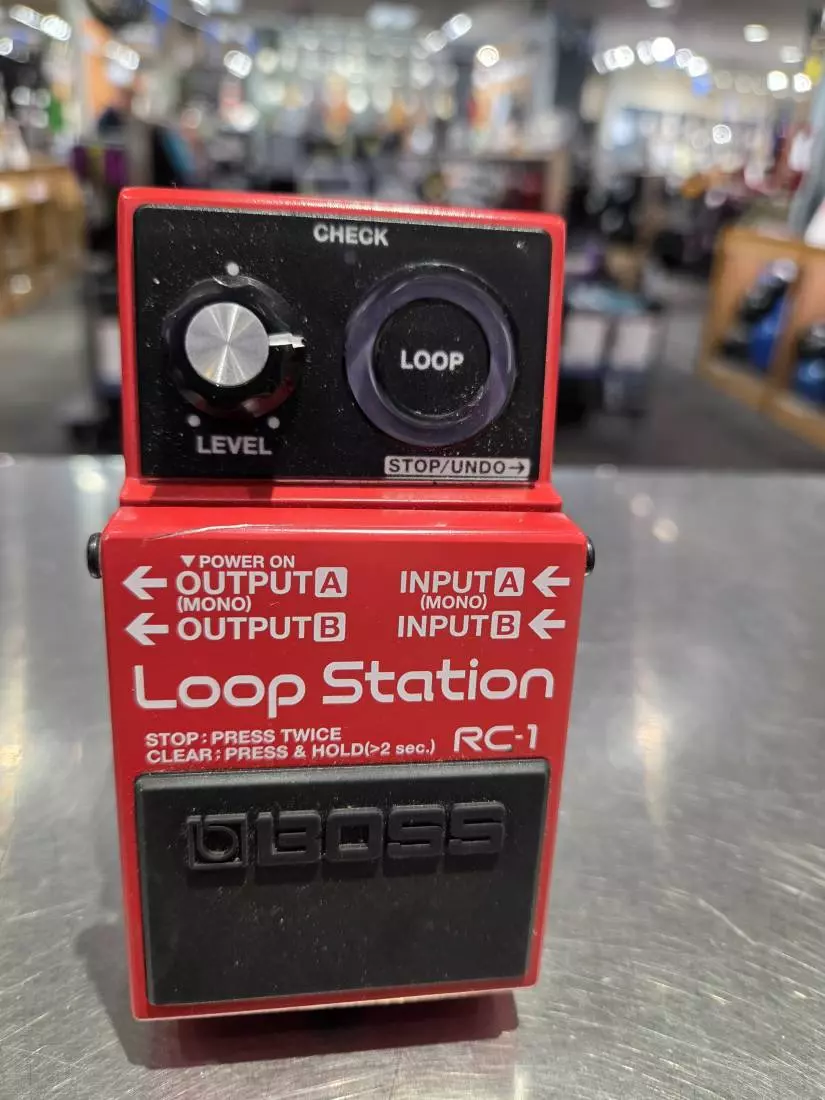 CHECK
LOOP
LEVEL
STOP/UNDO→
▼POWER ON
←OUTPUT A
(MONO)
←OUTPUT B
INPUT A←
(MONO)
INPUT B←
Loop Station
STOP:PRESS TWICE
CLEAR:PRESS & HOLD(>2 sec.)
RC-1
BOSS